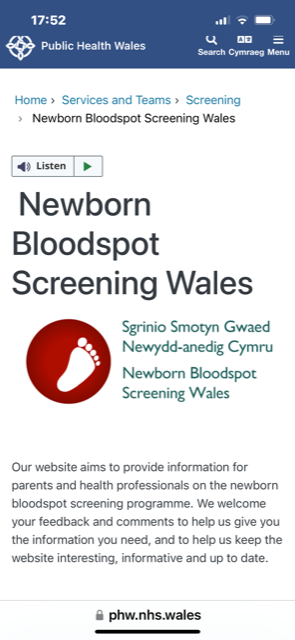 17:52
Public Health Wales
Search Cymraeg Menu
Home > Services and Teams > Screening
> Newborn Bloodspot Screening Wales
Listen
Newborn
Bloodspot
Screening Wales
Sgrinio Smotyn Gwaed
Newydd-anedig Cymru
Newborn Bloodspot
Screening Wales
Our website aims to provide information for
parents and health professionals on the newborn
bloodspot screening programme. We welcome
your feedback and comments to help us give you
the information you need, and to help us keep the
website interesting, informative and up to date.
phw.nhs.wales